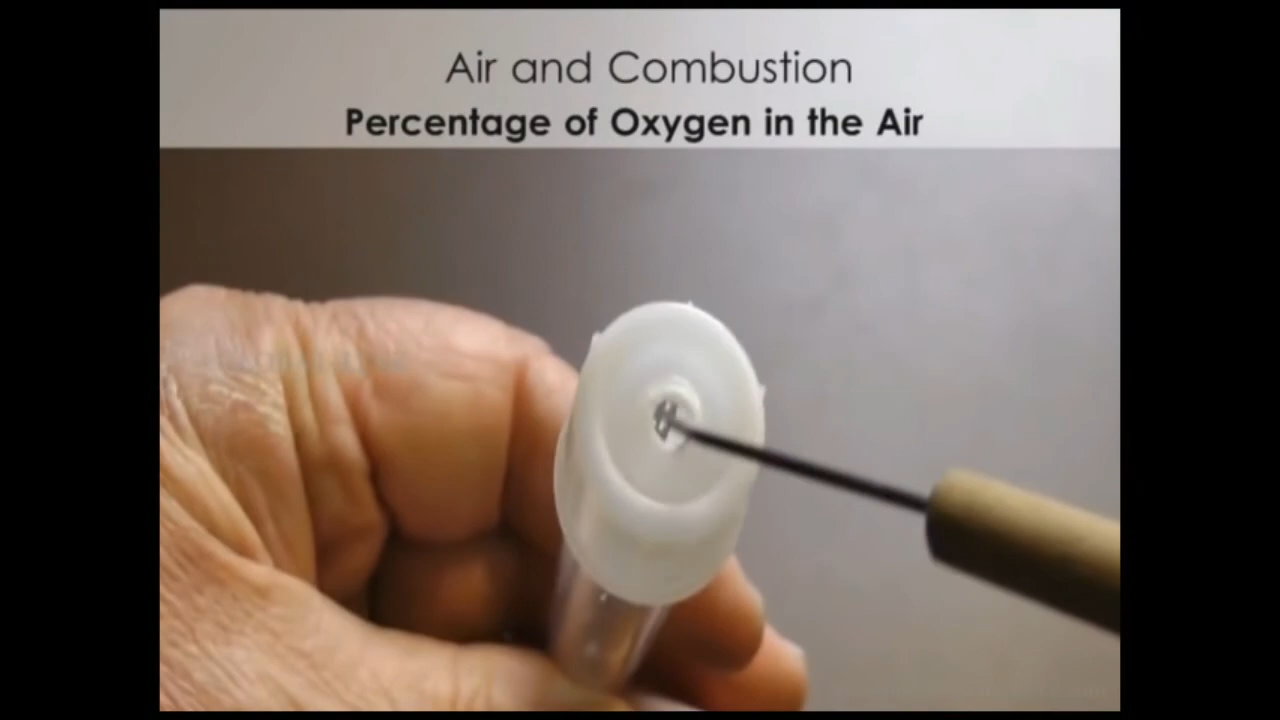 Air and Combustion
Percentage of Oxygen in the Air